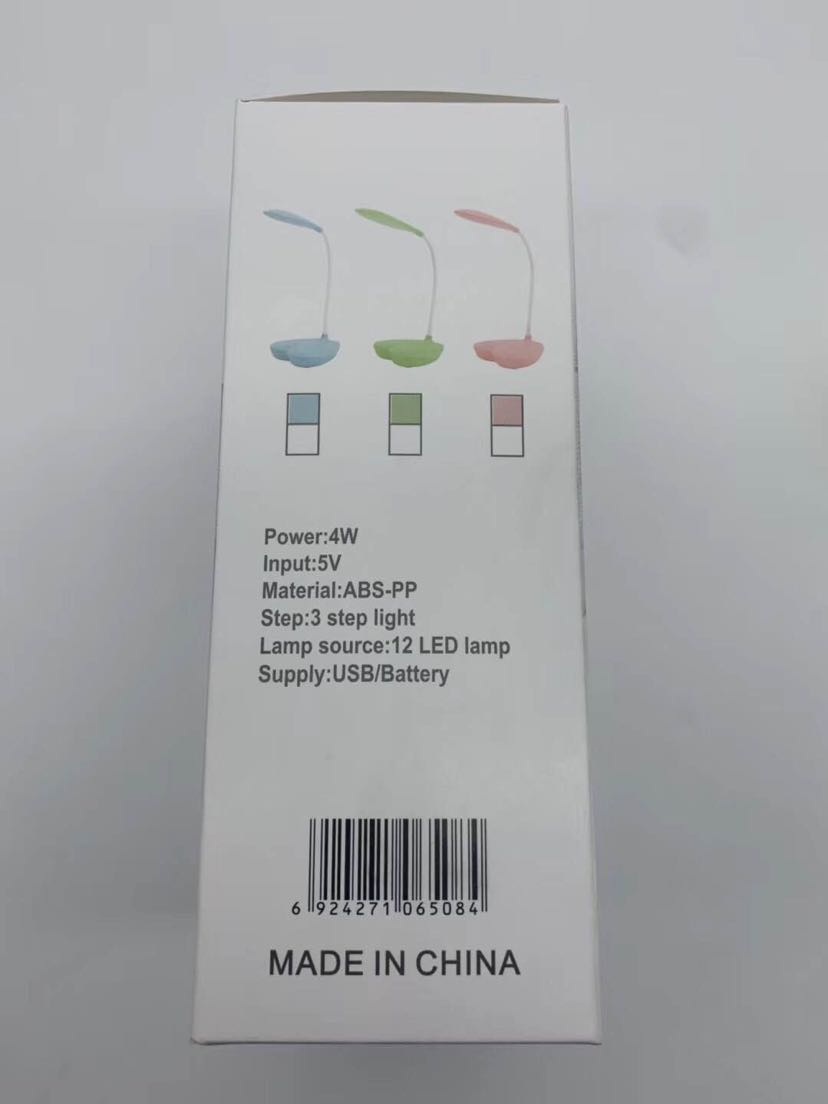 Power:4W
Input:5V
Material:ABS-PP
Step:3 step light
Lamp source:12 LED lamp
Supply:USB/Battery
6 924271 065084
MADE IN CHINA